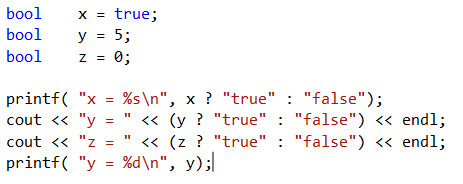 bool    x = true;
bool    y = 5;
bool    z = 0;
printf( "x = %s\n", x ? "true" : "false");
cout << "y = " << (y ? "true" : "false") << endl;
cout << "z = " << (z ? "true" : "false") << endl;
printf( "y = %d\n", y);